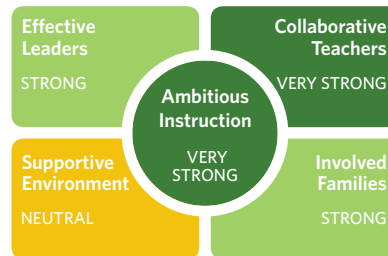 Effective
Leaders
STRONG
Collaborative
Teachers
VERY STRONG
Ambitious
Instruction
VERY
STRONG
Supportive
Environment
NEUTRAL
Involved
Families
STRONG